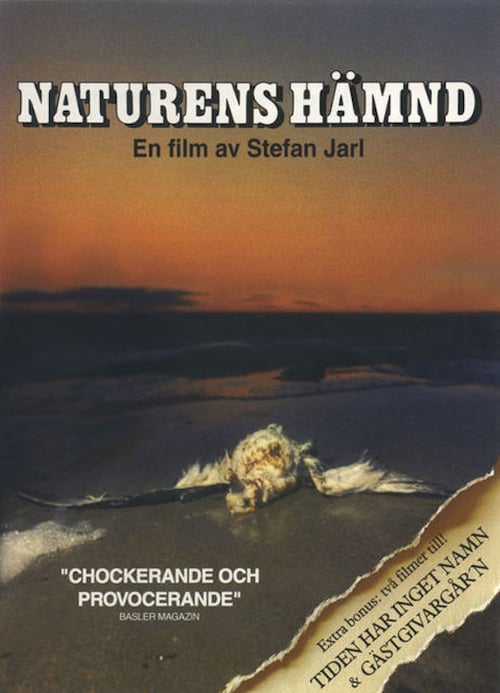 NATURENS HÄMND
En film av Stefan Jarl
"CHOCKERANDE OCH
PROVOCERANDE"
BASLER MAGAZIN
Extra bonus: två filmer till!
TIDEN HAR INGET NAMN
& GÄSTGIVARGÅR'N